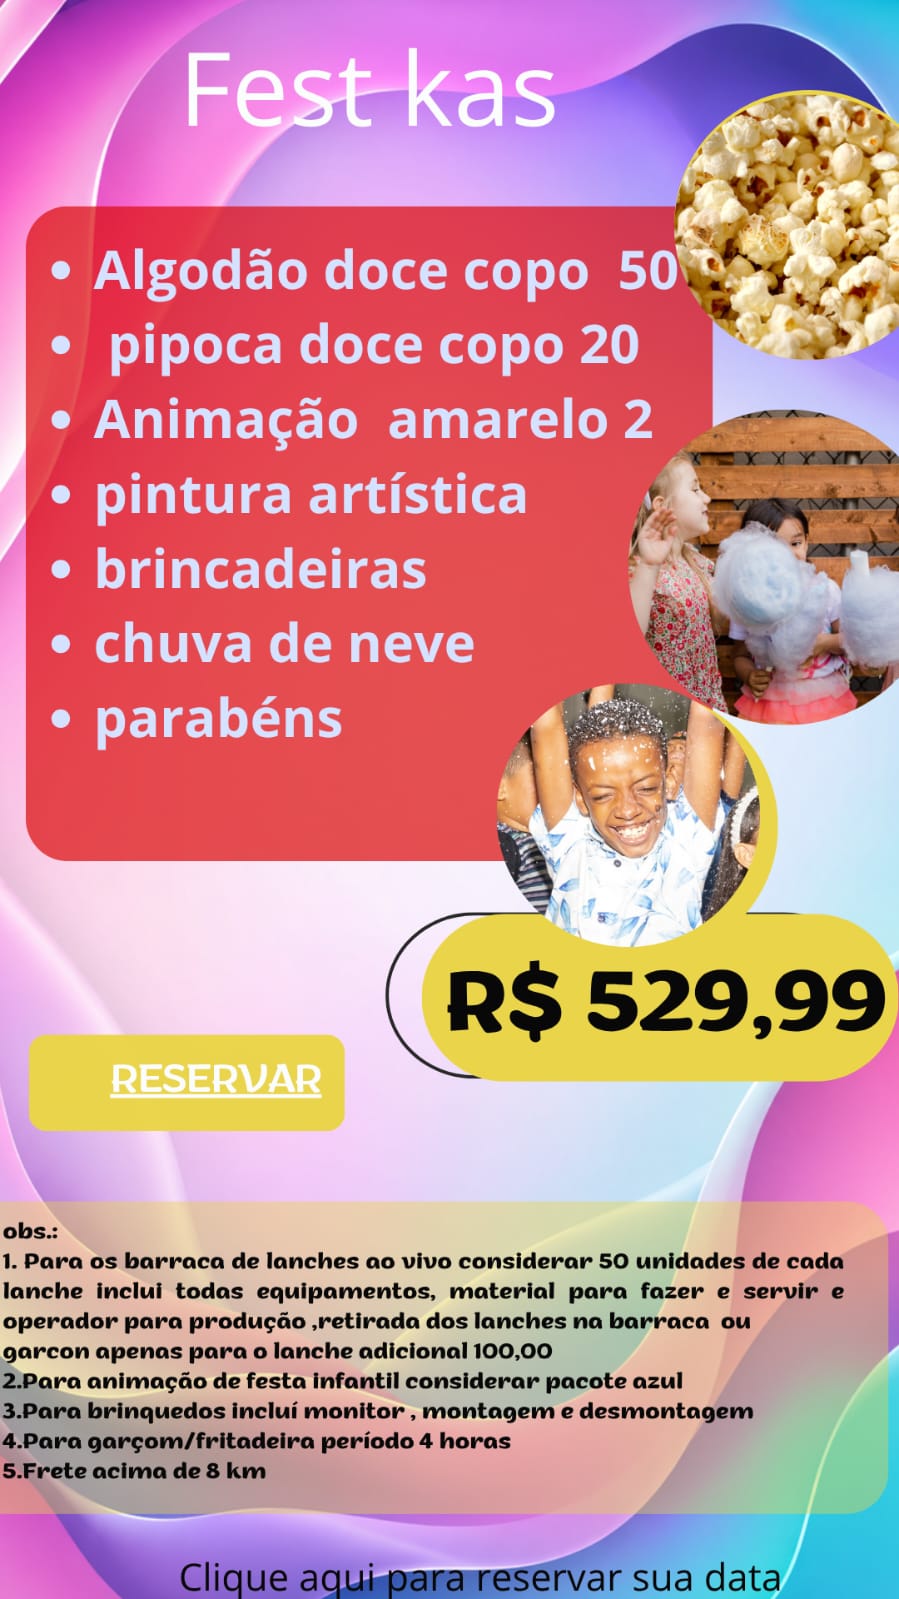 Fest kas
• Algodão doce copo 50
• pipoca doce copo 20
• Animação amarelo 2
• pintura artística
• brincadeiras
• chuva de neve
• parabéns
R$ 529,99
RESERVAR
obs.:
1. Para os barraca de lanches ao vivo considerar 50 unidades de cada
lanche inclui todas equipamentos, material para fazer e servir e
operador para produção ,retirada dos lanches na barraca ou
garcon apenas para o lanche adicional 100,00
2.Para animação de festa infantil considerar pacote azul
3.Para brinquedos incluí monitor , montagem e desmontagem
4.Para garçom/fritadeira período 4 horas
5.Frete acima de 8 km
Clique aqui para reservar sua data